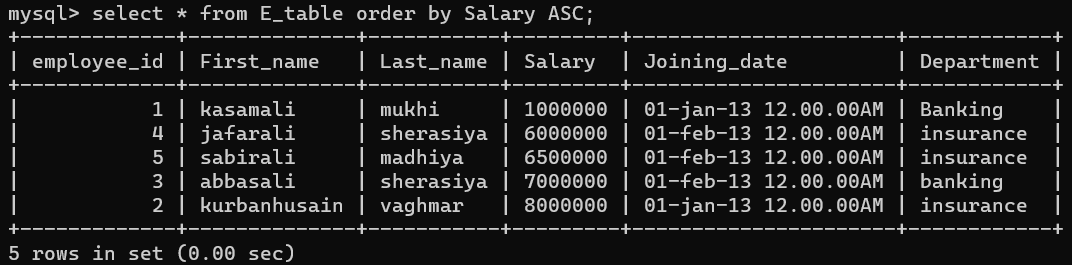 mysql> select * from E_table order by Salary ASC;
+-------------+--------------+-----------+---------+----------------------+------------+
| employee_id | First_name   | Last_name | Salary  | Joining_date         | Department |
+-------------+--------------+-----------+---------+----------------------+------------+
|           1 | kasamali     | mukhi     | 1000000 | 01-jan-13 12.00.00AM | Banking    |
|           4 | jafarali     | sherasiya | 6000000 | 01-feb-13 12.00.00AM | insurance  |
|           5 | sabirali     | madhiya   | 6500000 | 01-feb-13 12.00.00AM | insurance  |
|           3 | abbasali     | sherasiya | 7000000 | 01-feb-13 12.00.00AM | banking    |
|           2 | kurbanhusain | vaghmar   | 8000000 | 01-jan-13 12.00.00AM | insurance  |
+-------------+--------------+-----------+---------+----------------------+------------+
5 rows in set (0.00 sec)